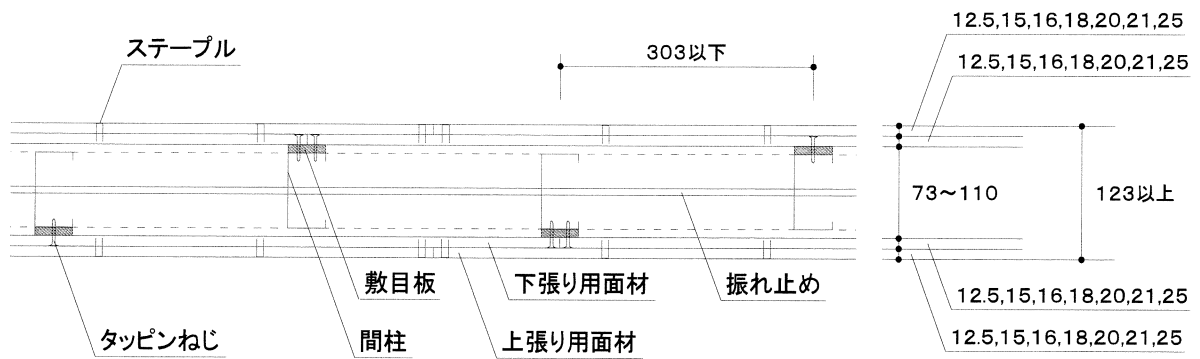 ステープル
303以下
12.5,15,16,18,20,21,25
12.5,15,16,18,20,21,25
73～110
123以上
敷目板
下張り用面材
振れ止め
12.5,15,16,18,20,21,25
タッピンねじ
間柱
上張り用面材
12.5,15,16,18,20,21,25